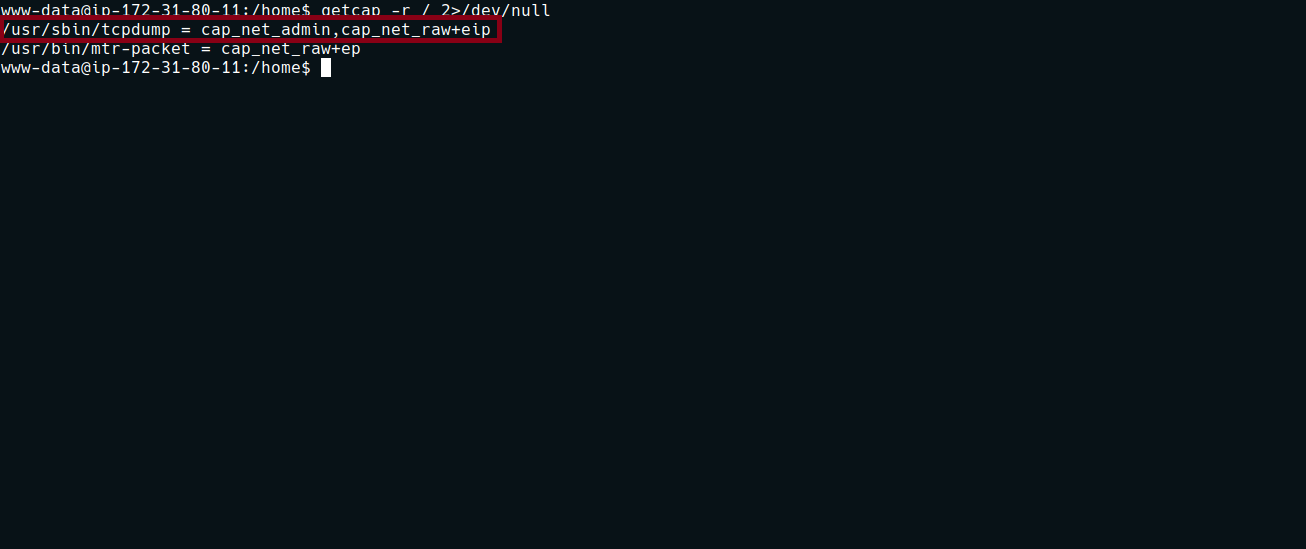 www-data@ip-172-31-80-11:/home$ getcap -r / 2>/dev/null
/usr/sbin/tcpdump = cap_net_admin,cap_net_raw+eip
/usr/bin/mtr-packet = cap_net_raw+ep
www-data@ip-172-31-80-11:/home$